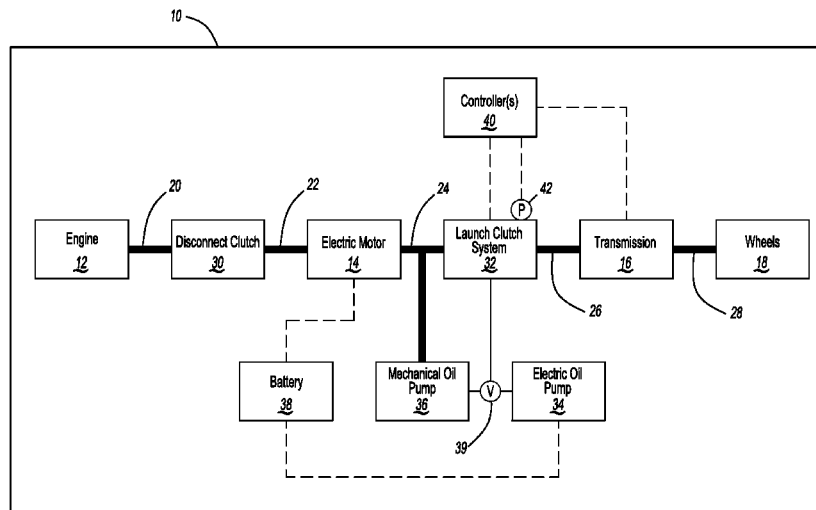 10
Controller(s)
40
20
22
24
42
P
Engine
12
Disconnect Clutch
30
Electric Motor
14
Launch Clutch
System
32
Transmission
16
Wheels
18
26
28
Battery
38
Mechanical Oil
Pump
36
V
39
Electric Oil
Pump
34